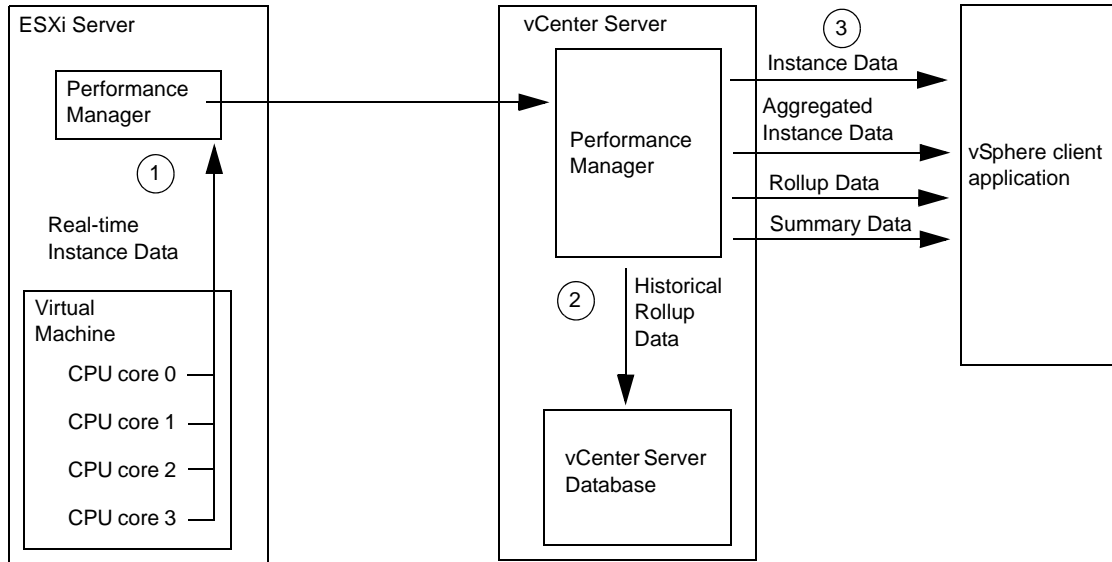 ESXi Server
Performance
Manager
1
Real-time
Instance Data
Virtual
Machine
CPU core 0
CPU core 1
CPU core 2
CPU core 3
vCenter Server
Performance
Manager
2
Historical
Rollup
Data
vCenter Server
Database
3
Instance Data
Aggregated
Instance Data
Rollup Data
Summary Data
vSphere client
application